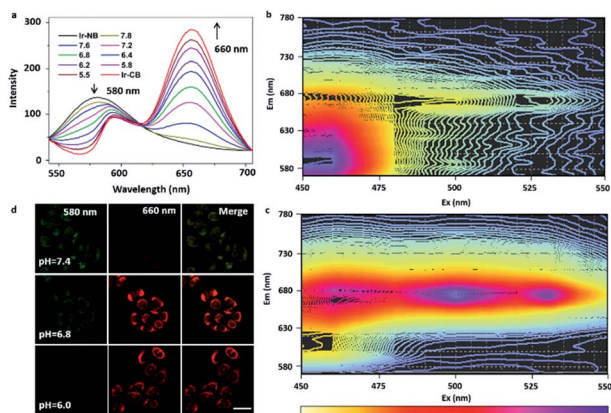 a
b
300
200
100
0
Intensity
Ir-NB
7.8
7.6
7.2
6.8
6.4
6.2
5.8
5.5
Ir-CB
580 nm
660 nm
550
600
650
700
Wavelength (nm)
780
730
680
630
580
Em (nm)
450
475
500
525
550
Ex (nm)
d
580 nm
660 nm
Merge
pH=7.4
pH=6.8
pH=6.0
c
780
730
680
630
580
Em (nm)
450
475
500
525
550
Ex (nm)